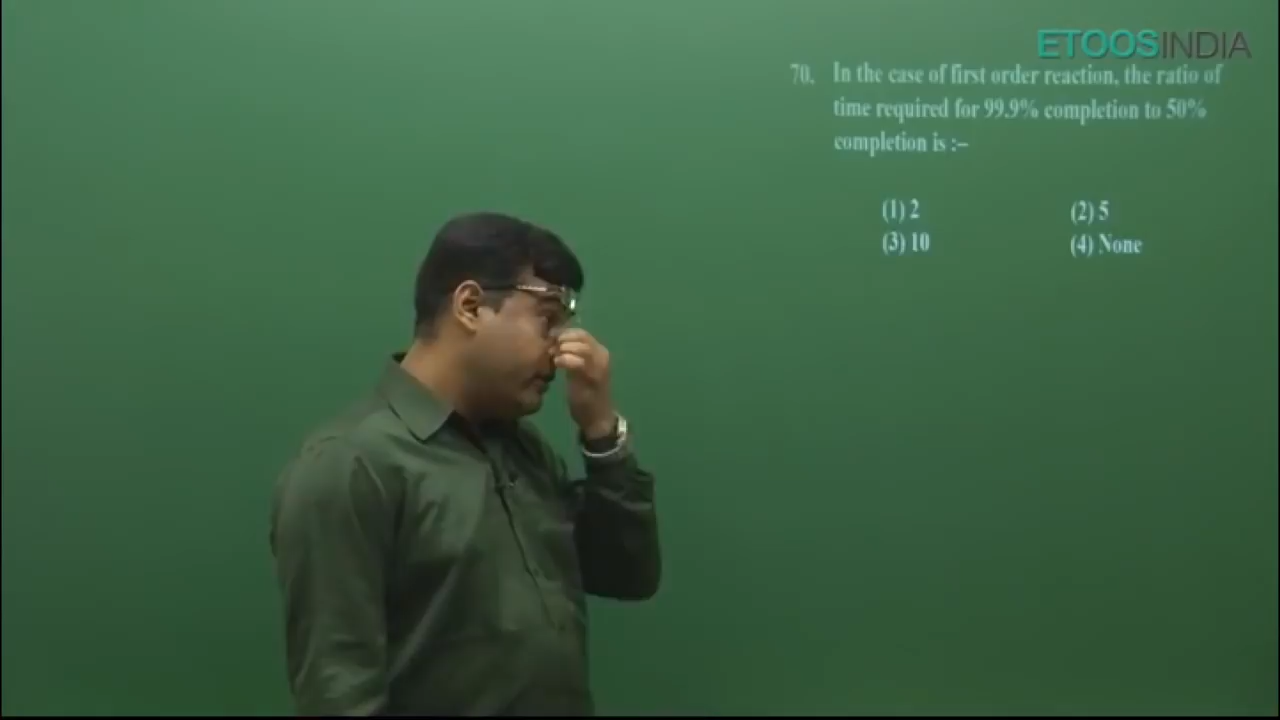 ETOOSINDIA
70. In the case of first order reaction, the ratio of
time required for 99.9% completion to 50%
completion is :–
(1) 2 (2) 5
(3) 10 (4) None